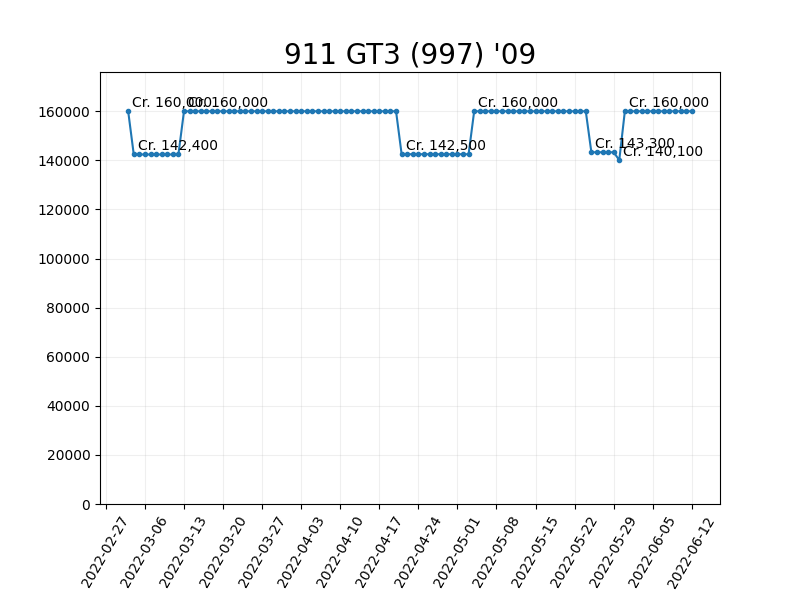 911 GT3 (997) '09
160000
140000
120000
100000
80000
60000
40000
20000
0
Cr. 160,000
Cr. 142,400
Cr. 160,000
Cr. 142,500
Cr. 160,000
Cr. 143,300
Cr. 140,100
Cr. 160,000
2022-02-27
2022-03-06
2022-03-13
2022-03-20
2022-03-27
2022-04-03
2022-04-10
2022-04-17
2022-04-24
2022-05-01
2022-05-08
2022-05-15
2022-05-22
2022-05-29
2022-06-05
2022-06-12